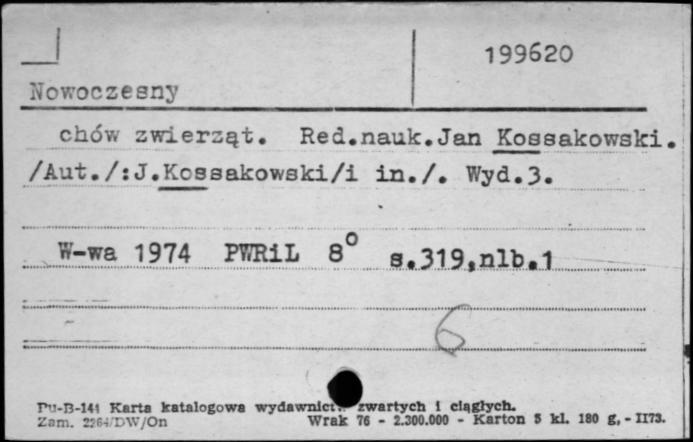 199620
Nowoczesny
chów zwierząt. Red.nauk.Jan Kossakowski.
/Aut./:J.Kossakowski/i in./. Wyd.3.
W-wa 1974 PWRiL 8° s.319,nlb.1
6
Pu-B-141 Karta katalogowa wydawnictw zwartych i ciągłych.
Zam. 2264/DW/On Wrak 76 - 2.300.000 - Karton 5 kl. 180 g. - II73.